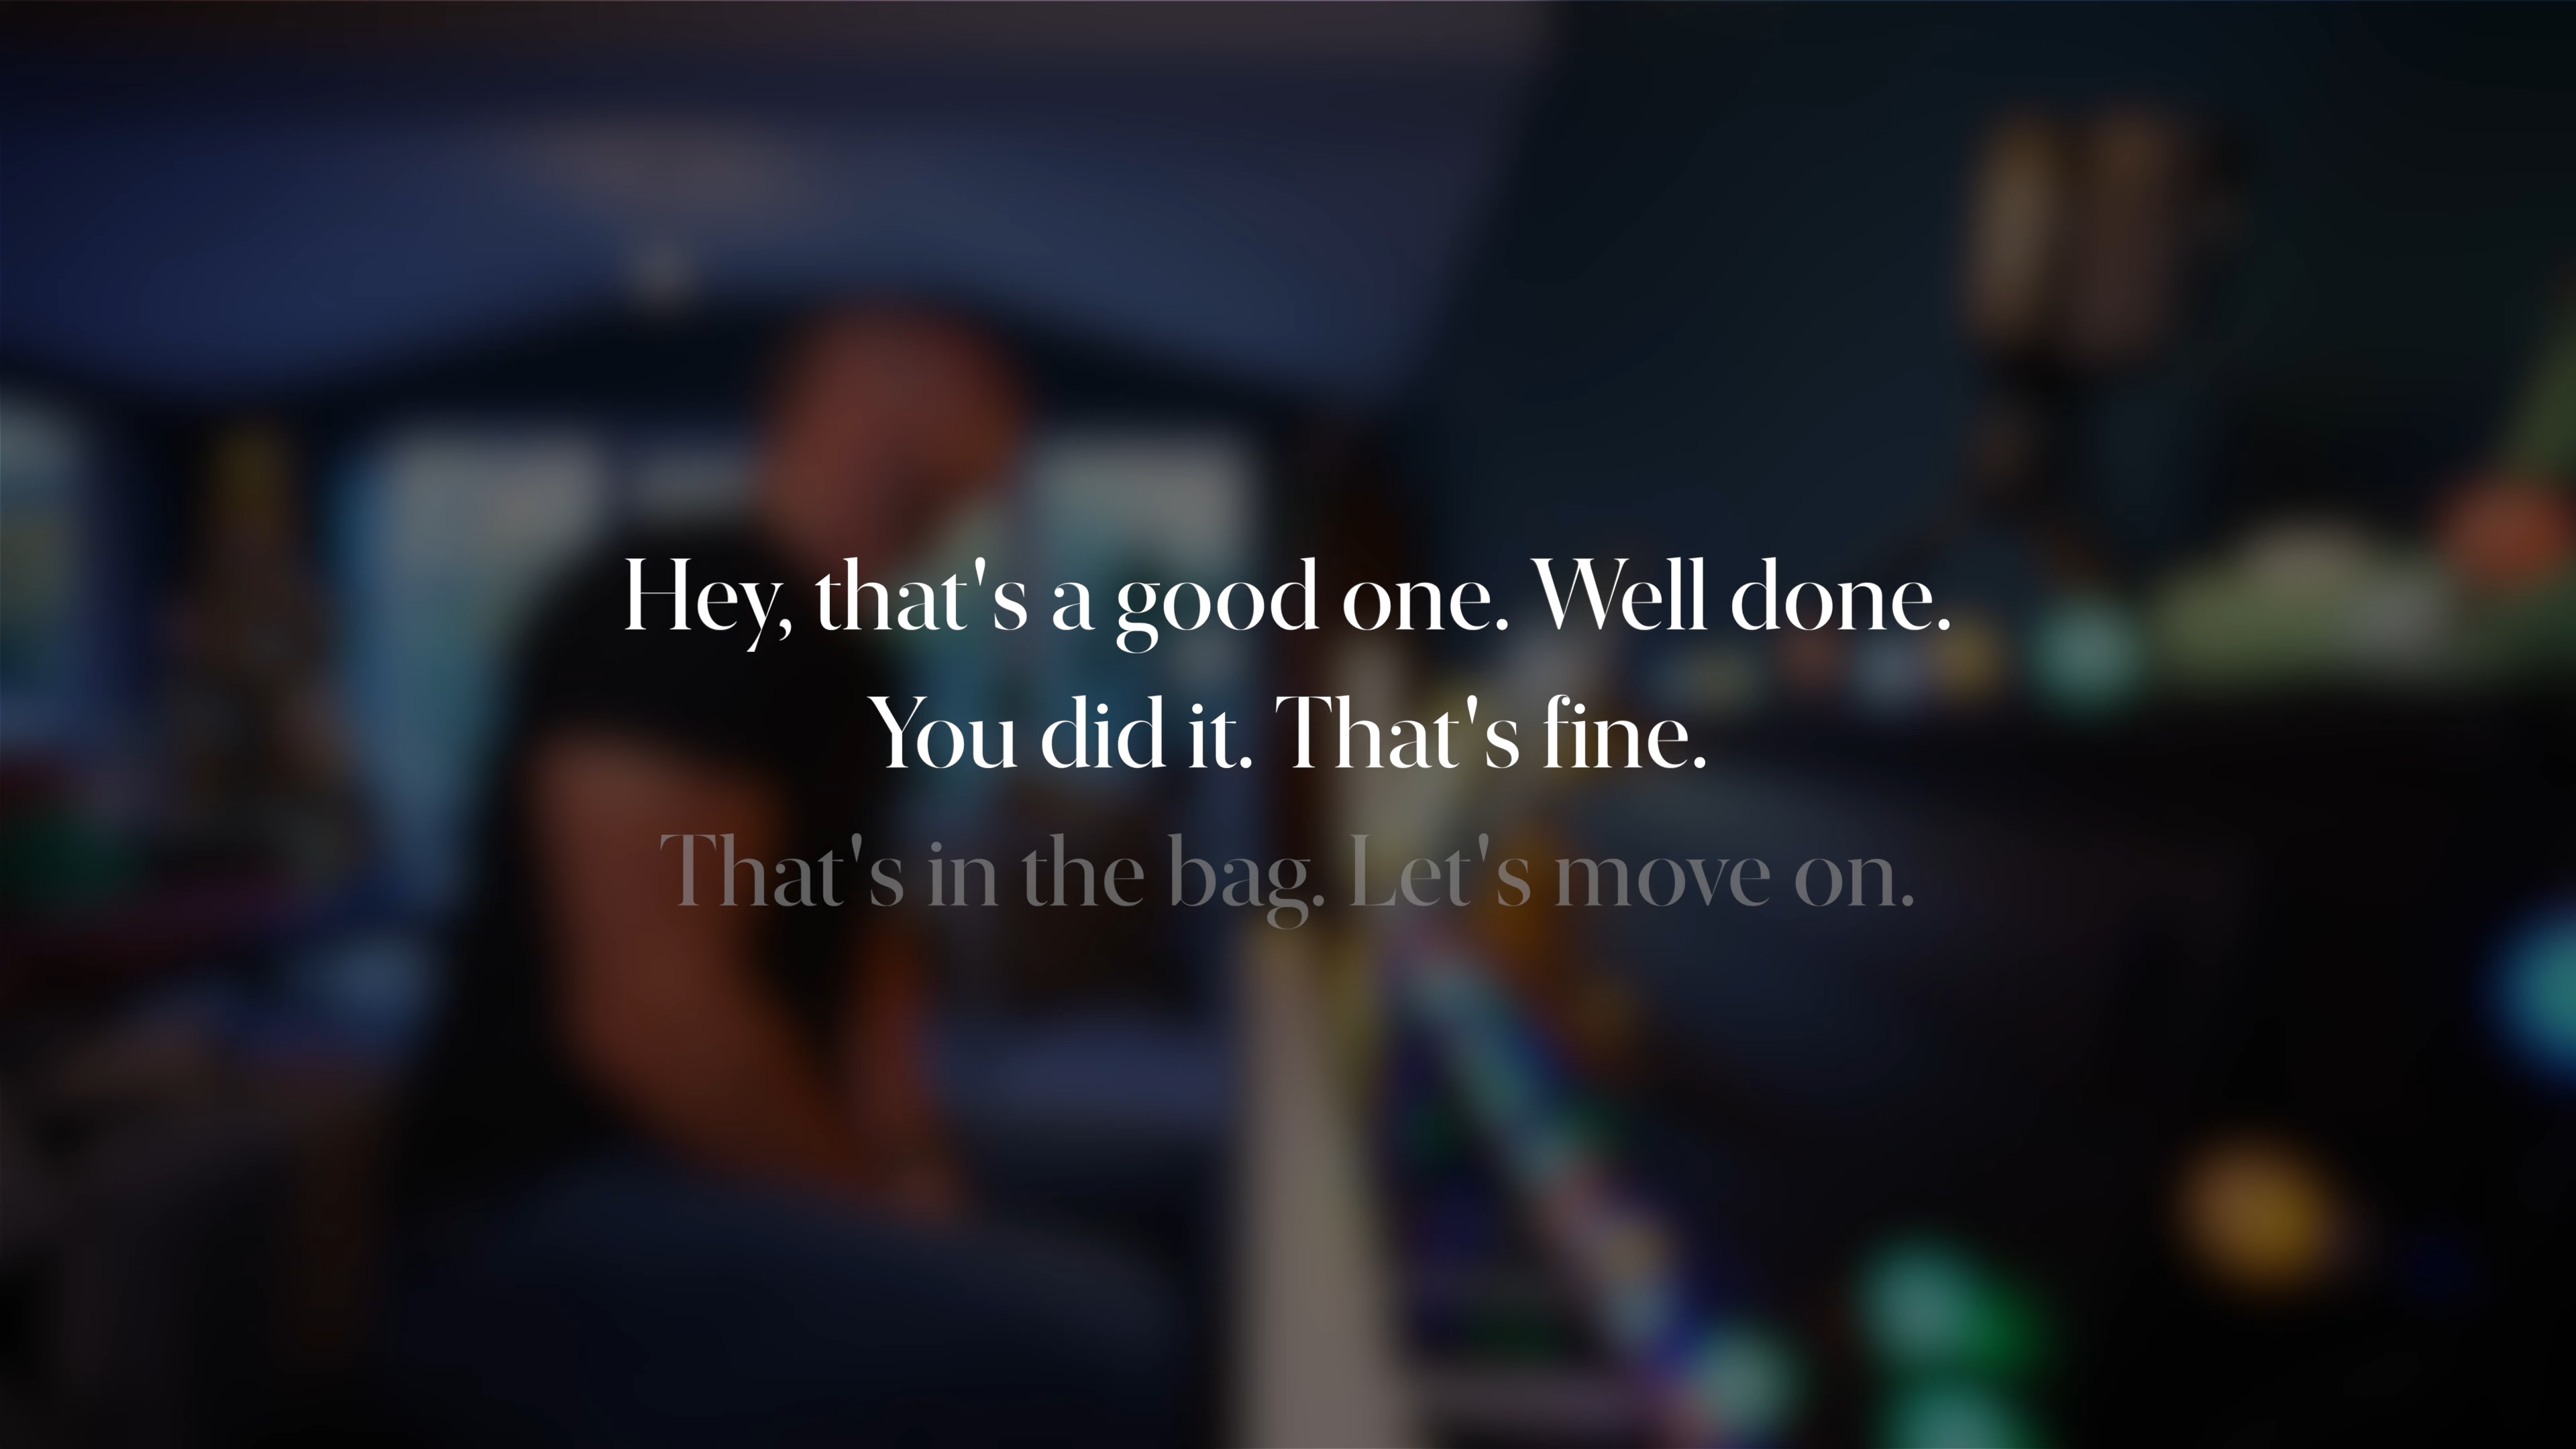 Hey, that's a good one. Well done.
You did it. That's fine.
That's in the bag. Let's move on.